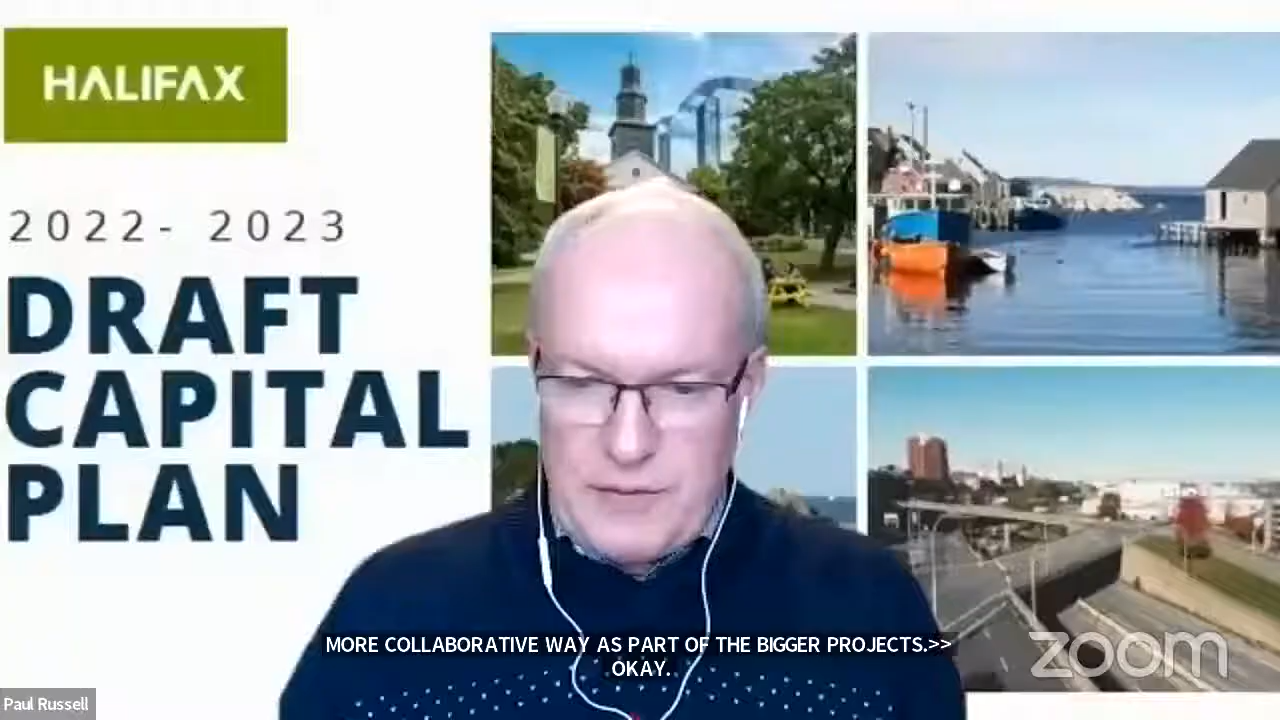 HALIFAX
2022- 2023
DRAFT
CAPITAL
PLAN
MORE COLLABORATIVE WAY AS PART OF THE BIGGER PROJECTS.>>
OKAY.
zoom
Paul Russell